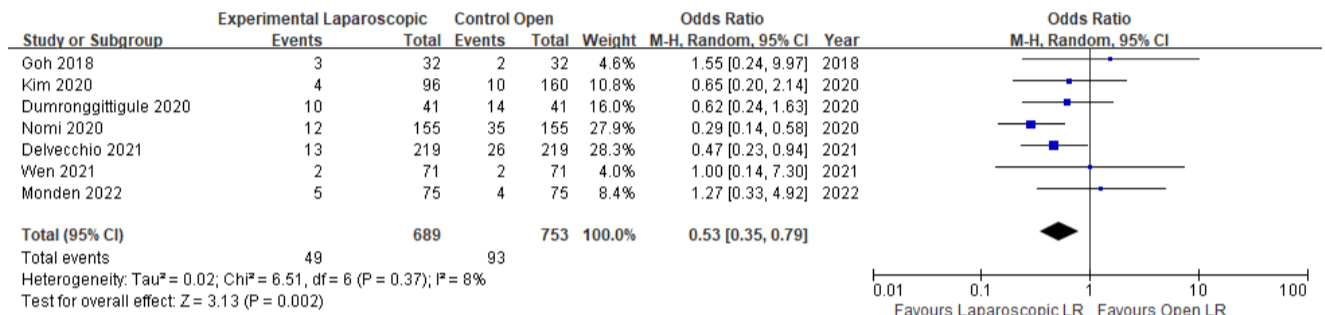 Experimental Laparoscopic Control Open Odds Ratio Odds Ratio
Study or Subgroup Events Total Events Total Weight M-H, Random, 95% CI Year M-H, Random, 95% CI
Goh 2018 3 32 2 32 4.6% 1.55 [0.24, 9.97] 2018
Kim 2020 4 96 10 160 10.8% 0.65 [0.20, 2.14] 2020
Dumronggittigule 2020 10 41 14 41 16.0% 0.62 [0.24, 1.63] 2020
Nomi 2020 12 155 35 155 27.9% 0.29 [0.14, 0.58] 2020
Delvecchio 2021 13 219 26 219 28.3% 0.47 [0.23, 0.94] 2021
Wen 2021 2 71 2 71 4.0% 1.00 [0.14, 7.30] 2021
Monden 2022 5 75 4 75 8.4% 1.27 [0.33, 4.92] 2022
Total (95% CI) 689 753 100.0% 0.53 [0.35, 0.79]
Total events 49 93
Heterogeneity: Tau² = 0.02; Chi² = 6.51, df = 6 (P = 0.37); I² = 8%
Test for overall effect: Z = 3.13 (P = 0.002)
0.01 0.1 1 10 100
Favours Laparoscopic LR Favours Open LR